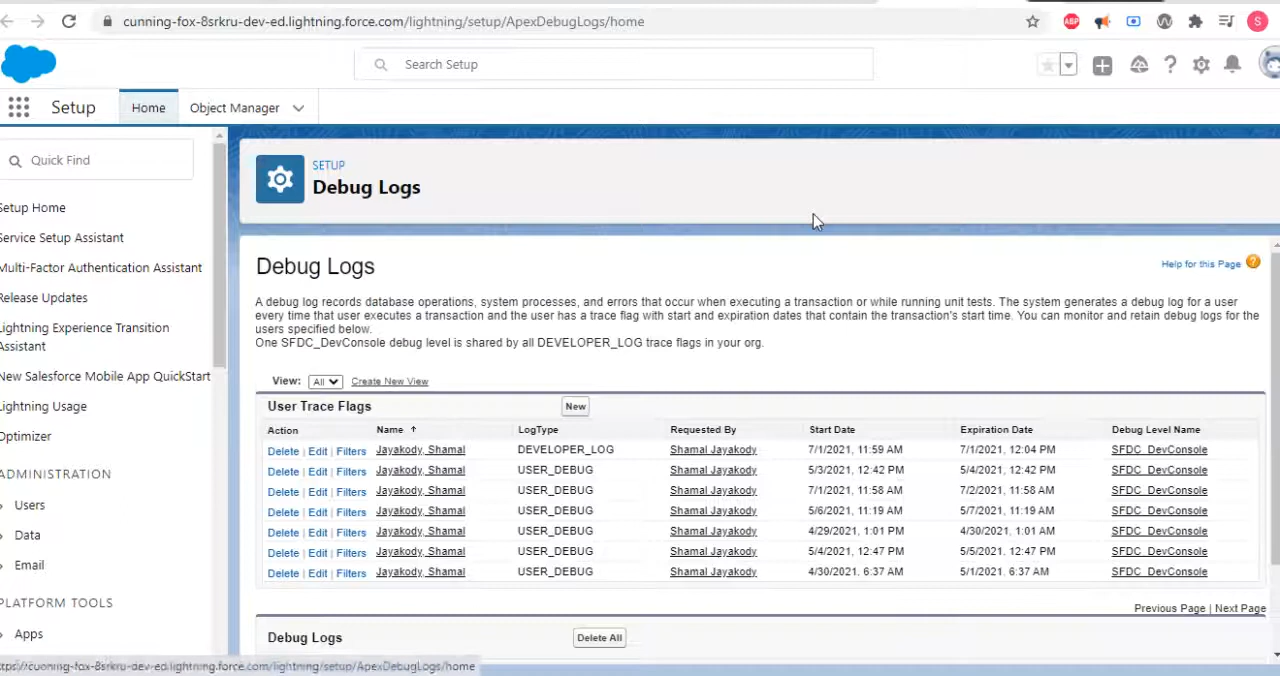 cunning-fox-8srkru-dev-ed.lightning.force.com/lightning/setup/ApexDebugLogs/home
ABP
S
Search Setup
Setup
Home
Object Manager
Quick Find
Setup Home
Service Setup Assistant
Multi-Factor Authentication Assistant
Release Updates
Lightning Experience Transition
Assistant
New Salesforce Mobile App QuickStart
Lightning Usage
Optimizer
ADMINISTRATION
Users
Data
Email
PLATFORM TOOLS
Apps
SETUP
Debug Logs
Debug Logs
Help for this Page
A debug log records database operations, system processes, and errors that occur when executing a transaction or while running unit tests. The system generates a debug log for a user
every time that user executes a transaction and the user has a trace flag with start and expiration dates that contain the transaction's start time. You can monitor and retain debug logs for the
users specified below.
One SFDC_DevConsole debug level is shared by all DEVELOPER_LOG trace flags in your org.
View: All Create New View
User Trace Flags New
Action Name LogType Requested By Start Date Expiration Date Debug Level Name
Delete | Edit | Filters Jayakody, Shamal DEVELOPER_LOG Shamal Jayakody 7/1/2021, 11:59 AM 7/1/2021, 12:04 PM SFDC_DevConsole
Delete | Edit | Filters Jayakody, Shamal USER_DEBUG Shamal Jayakody 5/3/2021, 12:42 PM 5/4/2021, 12:42 PM SFDC_DevConsole
Delete | Edit | Filters Jayakody, Shamal USER_DEBUG Shamal Jayakody 7/1/2021, 11:58 AM 7/2/2021, 11:58 AM SFDC_DevConsole
Delete | Edit | Filters Jayakody, Shamal USER_DEBUG Shamal Jayakody 5/6/2021, 11:19 AM 5/7/2021, 11:19 AM SFDC_DevConsole
Delete | Edit | Filters Jayakody, Shamal USER_DEBUG Shamal Jayakody 4/29/2021, 1:01 PM 4/30/2021, 1:01 AM SFDC_DevConsole
Delete | Edit | Filters Jayakody, Shamal USER_DEBUG Shamal Jayakody 5/4/2021, 12:47 PM 5/5/2021, 12:47 PM SFDC_DevConsole
Delete | Edit | Filters Jayakody, Shamal USER_DEBUG Shamal Jayakody 4/30/2021, 6:37 AM 5/1/2021, 6:37 AM SFDC_DevConsole
Previous Page | Next Page
Debug Logs Delete All
ttps://cunning-fox-8srkru-dev-ed.lightning.force.com/lightning/setup/ApexDebugLogs/home